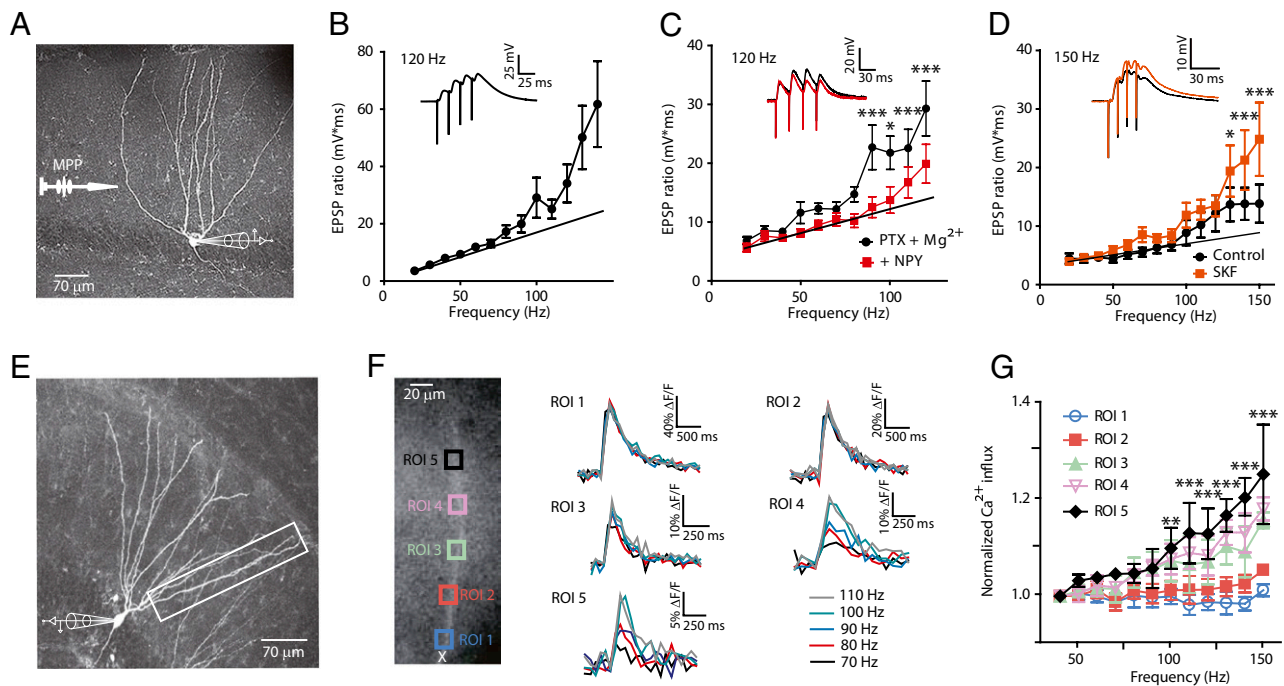 A
MPP
70 μm
B
EPSP ratio (mV*ms)
80
60
40
20
0
120 Hz
25 mV
25 ms
0
50
100
Frequency (Hz)
C
EPSP ratio (mV*ms)
40
30
20
10
0
120 Hz
20 mV
30 ms
***
*
***
***
PTX + Mg2+
+ NPY
0
50
100
Frequency (Hz)
D
EPSP ratio (mV*ms)
40
30
20
10
0
150 Hz
10 mV
30 ms
*
***
***
Control
SKF
0
50
100
150
Frequency (Hz)
E
70 μm
F
20 μm
ROI 5
ROI 4
ROI 3
ROI 2
ROI 1
X
ROI 1
40% ΔF/F
500 ms
ROI 2
20% ΔF/F
500 ms
ROI 3
10% ΔF/F
250 ms
ROI 4
10% ΔF/F
250 ms
ROI 5
5% ΔF/F
250 ms
110 Hz
100 Hz
90 Hz
80 Hz
70 Hz
G
Normalized Ca2+ influx
1.4
1.2
1.0
ROI 1
ROI 2
ROI 3
ROI 4
ROI 5
**
***
***
***
***
***
50
100
150
Frequency (Hz)